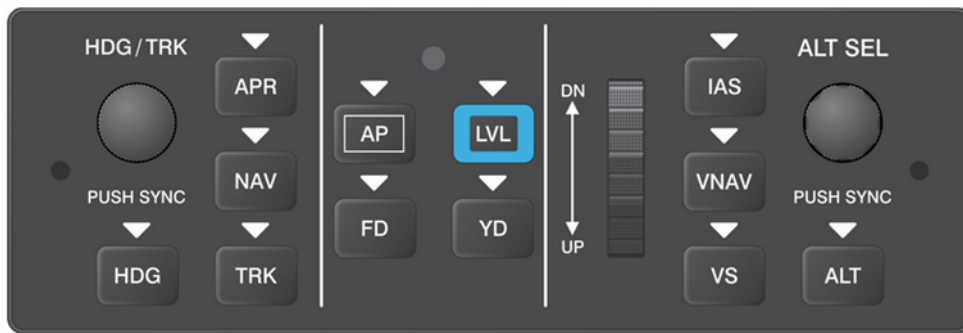 HDG/TRK
APR
NAV
PUSH SYNC
HDG
TRK
AP
LVL
FD
YD
DN
UP
IAS
ALT SEL
VNAV
PUSH SYNC
VS
ALT